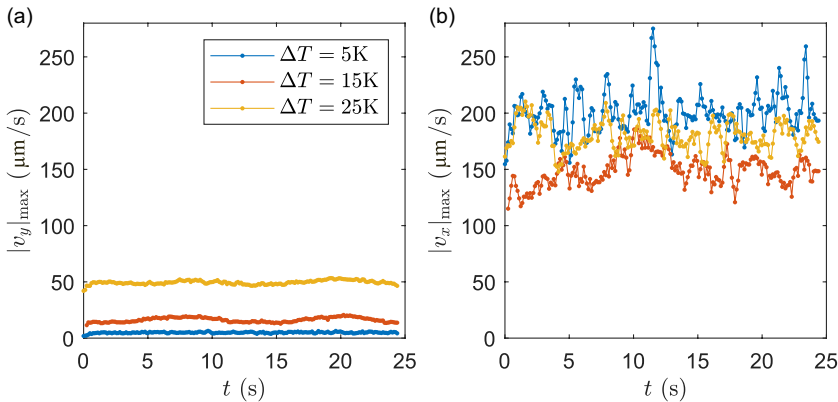 (a)
250
200
150
100
50
0
|v_y|_max (μm/s)
0 5 10 15 20 25
t (s)
ΔT = 5K
ΔT = 15K
ΔT = 25K
(b)
250
200
150
100
50
0
|v_x|_max (μm/s)
0 5 10 15 20 25
t (s)